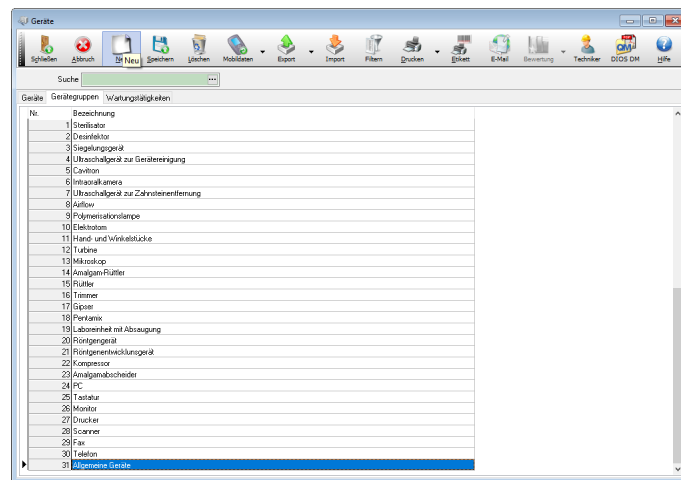 Geräte
Schließen Abbruch Neu Speichern Löschen Mobildaten Export Import Filtern Drucken Etikett E-Mail Bewertung Techniker DIOS DM Hilfe
Neu
Suche
Geräte Gerätegruppen Wartungstätigkeiten
Nr. Bezeichnung
1 Sterilisator
2 Desinfektor
3 Siegelungsgerät
4 Ultraschallgerät zur Gerätereinigung
5 Cavitron
6 Intraoralkamera
7 Ultraschallgerät zur Zahnsteinentfernung
8 Airflow
9 Polymerisationslampe
10 Elektrotom
11 Hand- und Winkelstücke
12 Turbine
13 Mikroskop
14 Amalgam-Rüttler
15 Rüttler
16 Trimmer
17 Gipser
18 Pentamix
19 Laboreinheit mit Absaugung
20 Röntgengerät
21 Röntgenentwicklunsgerät
22 Kompressor
23 Amalgamabscheider
24 PC
25 Tastatur
26 Monitor
27 Drucker
28 Scanner
29 Fax
30 Telefon
31 Allgemeine Geräte